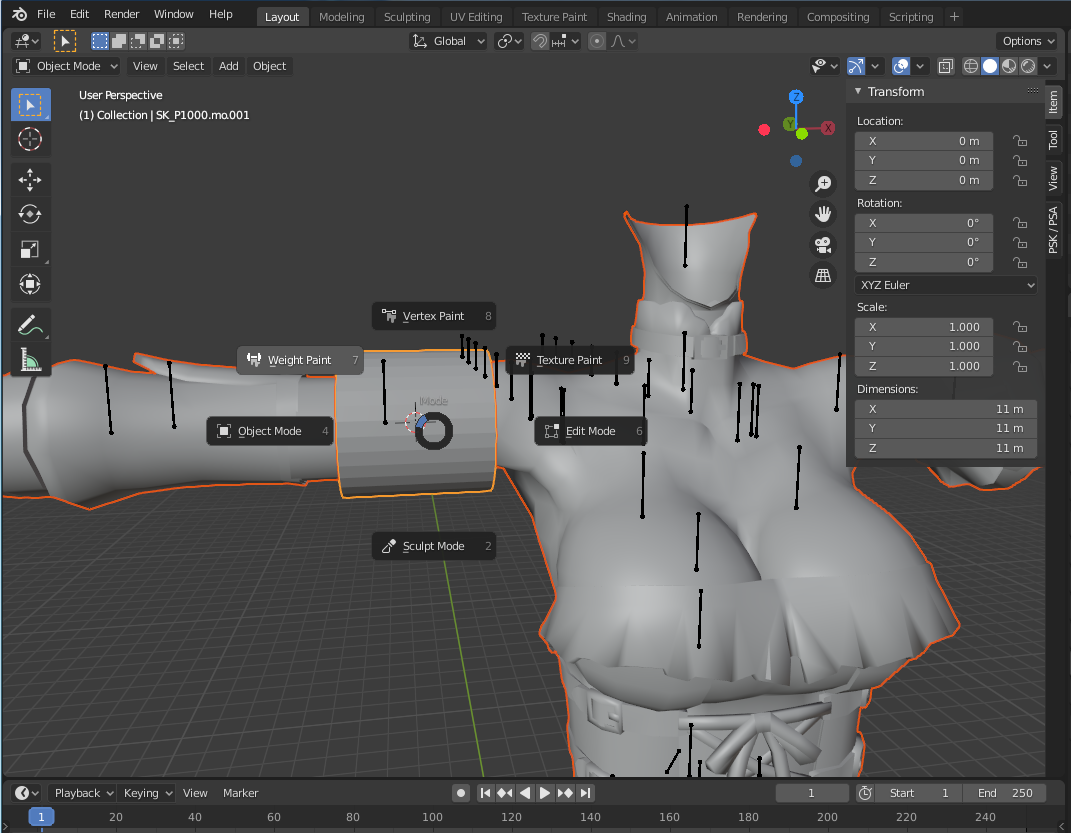 File Edit Render Window Help Layout Modeling Sculpting UV Editing Texture Paint Shading Animation Rendering Compositing Scripting +
Global Options
Object Mode View Select Add Object
User Perspective
(1) Collection | SK_P1000.mo.001
Z
Y
X
Transform
Location:
X 0 m
Y 0 m
Z 0 m
Rotation:
X 0°
Y 0°
Z 0°
XYZ Euler
Scale:
X 1.000
Y 1.000
Z 1.000
Dimensions:
X 11 m
Y 11 m
Z 11 m
Item
Tool
View
PSK / PSA
Vertex Paint 8
Weight Paint 7
Texture Paint 9
Mode
Object Mode 4
Edit Mode 6
Sculpt Mode 2
Playback Keying View Marker 1 Start 1 End 250
1 20 40 60 80 100 120 140 160 180 200 220 240